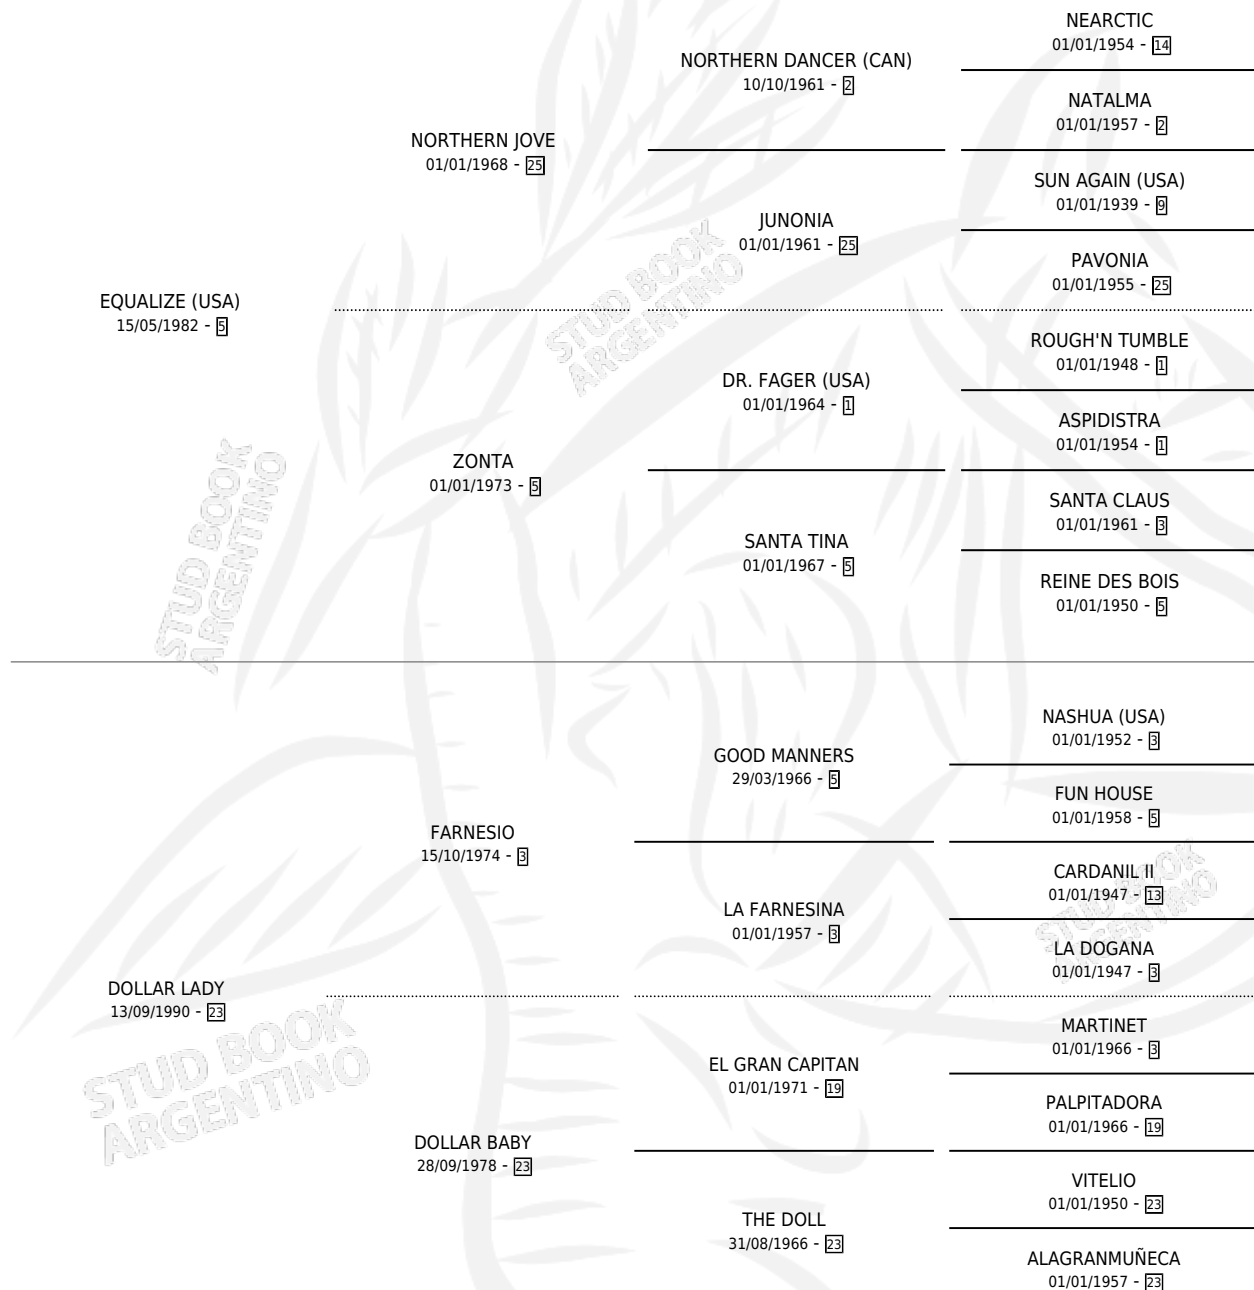 NEARCTIC
01/01/1954 - 14
NORTHERN DANCER (CAN)
10/10/1961 - 2
NATALMA
01/01/1957 - 2
NORTHERN JOVE
01/01/1968 - 25
SUN AGAIN (USA)
01/01/1939 - 9
JUNONIA
01/01/1961 - 25
PAVONIA
01/01/1955 - 25
EQUALIZE (USA)
15/05/1982 - 5
STUD BOOK
ARGENTINO
ROUGH'N TUMBLE
01/01/1948 - 1
DR. FAGER (USA)
01/01/1964 - 1
ASPIDISTRA
01/01/1954 - 1
ZONTA
01/01/1973 - 5
SANTA CLAUS
01/01/1961 - 3
SANTA TINA
01/01/1967 - 5
REINE DES BOIS
01/01/1950 - 5
STUD BOOK
ARGENTINO
NASHUA (USA)
01/01/1952 - 3
GOOD MANNERS
29/03/1966 - 5
FUN HOUSE
01/01/1958 - 5
FARNESIO
15/10/1974 - 3
CARDANIL II
01/01/1947 - 13
LA FARNESINA
01/01/1957 - 3
STUD BOOK
ARGENTINO
LA DOGANA
01/01/1947 - 3
DOLLAR LADY
13/09/1990 - 23
STUD BOOK
ARGENTINO
MARTINET
01/01/1966 - 3
EL GRAN CAPITAN
01/01/1971 - 19
PALPITADORA
01/01/1966 - 19
DOLLAR BABY
28/09/1978 - 23
VITELIO
01/01/1950 - 23
THE DOLL
31/08/1966 - 23
ALAGRANMUÑECA
01/01/1957 - 23